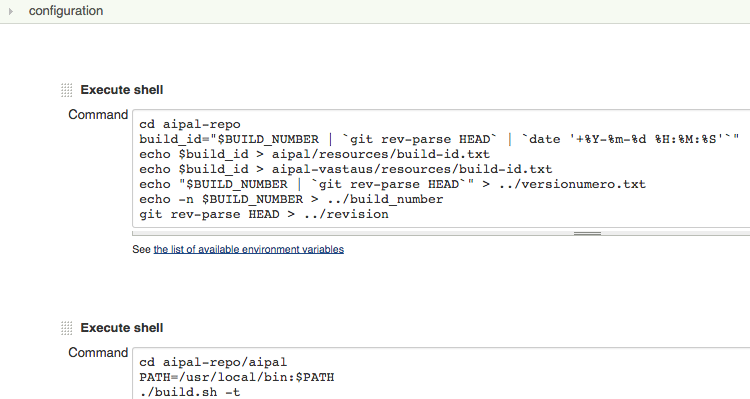 configuration
Execute shell
Command
cd aipal-repo
build_id="$BUILD_NUMBER | `git rev-parse HEAD` | `date '+%Y-%m-%d %H:%M:%S'`"
echo $build_id > aipal/resources/build-id.txt
echo $build_id > aipal-vastaus/resources/build-id.txt
echo "$BUILD_NUMBER | `git rev-parse HEAD`" > ../versionumero.txt
echo -n $BUILD_NUMBER > ../build_number
git rev-parse HEAD > ../revision
See the list of available environment variables
Execute shell
Command
cd aipal-repo/aipal
PATH=/usr/local/bin:$PATH
./build.sh -t